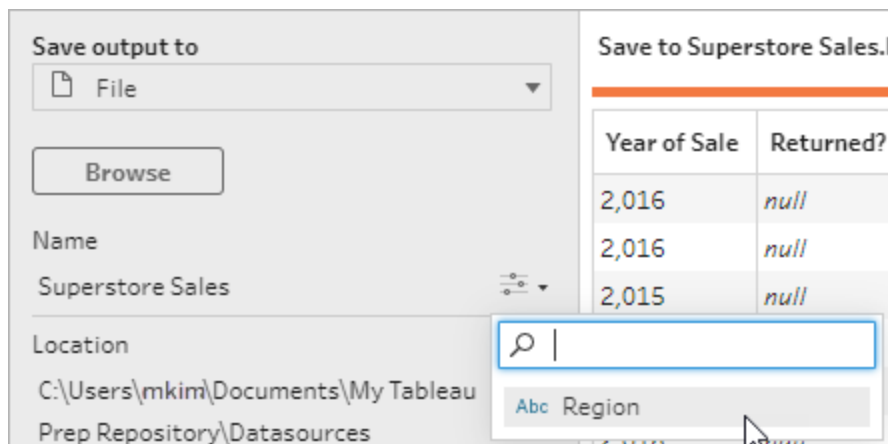 Save output to
File
Browse
Name
Superstore Sales
Location
C:\Users\mkim\Documents\My Tableau
Prep Repository\Datasources
Save to Superstore Sales.
Year of Sale Returned?
2,016 null
2,016 null
2,015 null
Abc Region